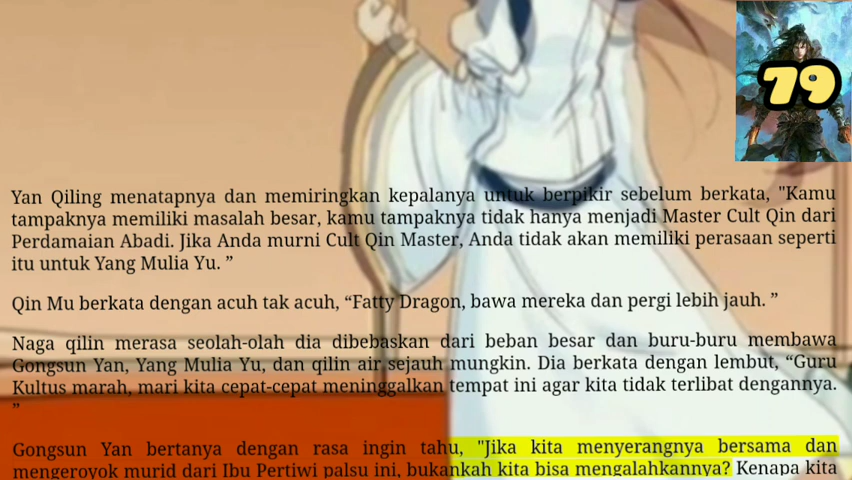 79
Yan Qiling menatapnya dan memiringkan kepalanya untuk berpikir sebelum berkata, "Kamu
tampaknya memiliki masalah besar, kamu tampaknya tidak hanya menjadi Master Cult Qin dari
Perdamaian Abadi. Jika Anda murni Cult Qin Master, Anda tidak akan memiliki perasaan seperti
itu untuk Yang Mulia Yu. ”
Qin Mu berkata dengan acuh tak acuh, “Fatty Dragon, bawa mereka dan pergi lebih jauh. ”
Naga qilin merasa seolah-olah dia dibebaskan dari beban besar dan buru-buru membawa
Gongsun Yan, Yang Mulia Yu, dan qilin air sejauh mungkin. Dia berkata dengan lembut, “Guru
Kultus marah, mari kita cepat-cepat meninggalkan tempat ini agar kita tidak terlibat dengannya.
”
Gongsun Yan bertanya dengan rasa ingin tahu, "Jika kita menyerangnya bersama dan
mengeroyok murid dari Ibu Pertiwi palsu ini, bukankah kita bisa mengalahkannya? Kenapa kita